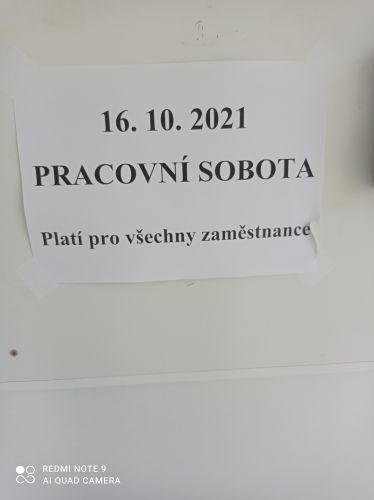 16. 10. 2021
PRACOVNÍ SOBOTA
Platí pro všechny zaměstnance
REDMI NOTE 9
AI QUAD CAMERA